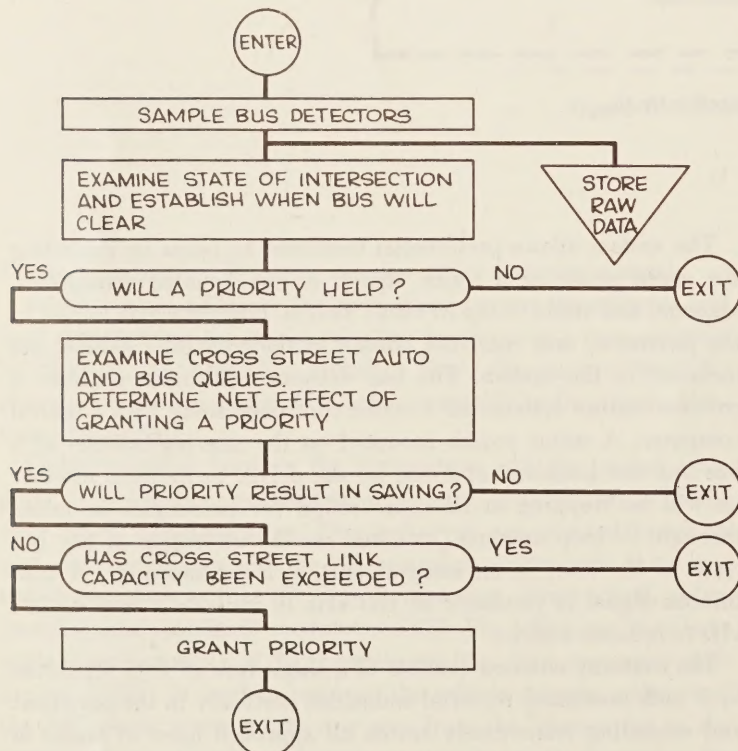 ENTER
SAMPLE BUS DETECTORS
EXAMINE STATE OF INTERSECTION
AND ESTABLISH WHEN BUS WILL
CLEAR
STORE
RAW
DATA
YES
WILL A PRIORITY HELP?
NO
EXIT
EXAMINE CROSS STREET AUTO
AND BUS QUEUES.
DETERMINE NET EFFECT OF
GRANTING A PRIORITY
YES
WILL PRIORITY RESULT IN SAVING?
NO
EXIT
NO
HAS CROSS STREET LINK
CAPACITY BEEN EXCEEDED?
YES
EXIT
GRANT PRIORITY
EXIT